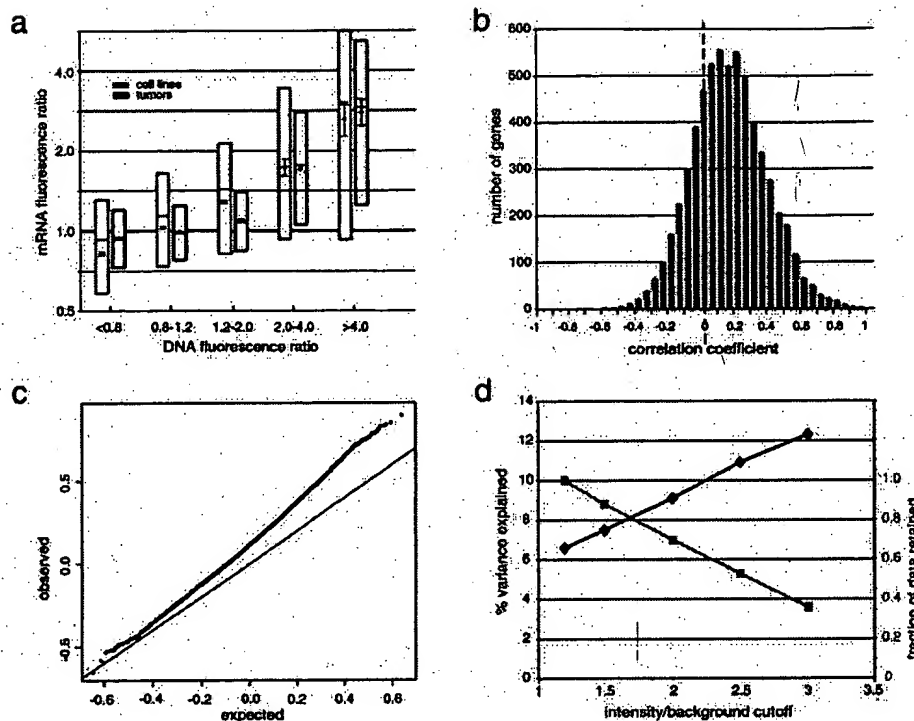 a
mRNA fluorescence ratio
4.0
2.0
1.0
0.5
cell lines
tumors
<0.8 0.8-1.2 1.2-2.0 2.0-4.0 >4.0
DNA fluorescence ratio
b
number of genes
600
500
400
300
200
100
0
-1 -0.8 -0.6 -0.4 -0.2 0 0.2 0.4 0.6 0.8 1
correlation coefficient
c
observed
0.5
0.0
-0.5
-0.6 -0.4 -0.2 0.0 0.2 0.4 0.6
expected
d
% variance explained
14
12
10
8
6
4
2
0
1 1.5 2 2.5 3 3.5
intensity/background cutoff
1.0
0.8
0.6
0.4
0.2
0
fraction of data retained